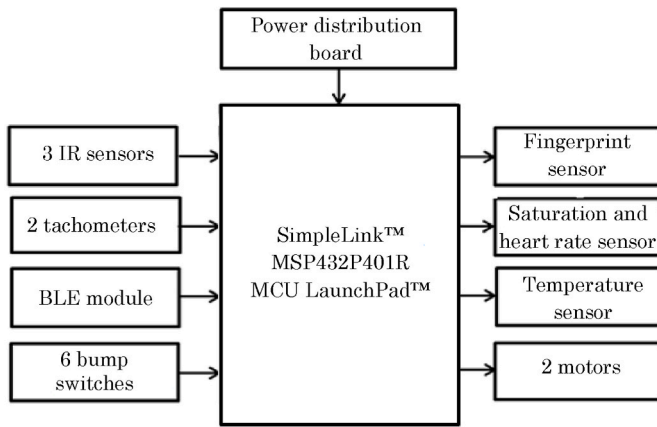 Power distribution
board
3 IR sensors
2 tachometers
BLE module
6 bump
switches
SimpleLink™
MSP432P401R
MCU LaunchPad™
Fingerprint
sensor
Saturation and
heart rate sensor
Temperature
sensor
2 motors